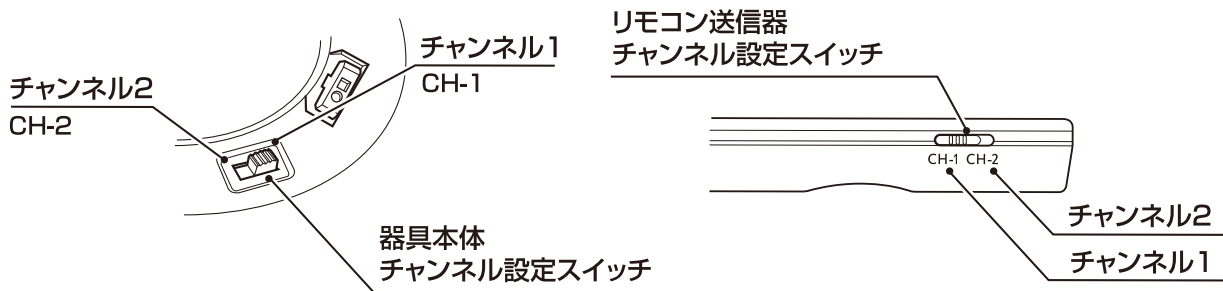 チャンネル1
CH-1
チャンネル2
CH-2
器具本体
チャンネル設定スイッチ
リモコン送信器
チャンネル設定スイッチ
CH-1 CH-2
チャンネル2
チャンネル1